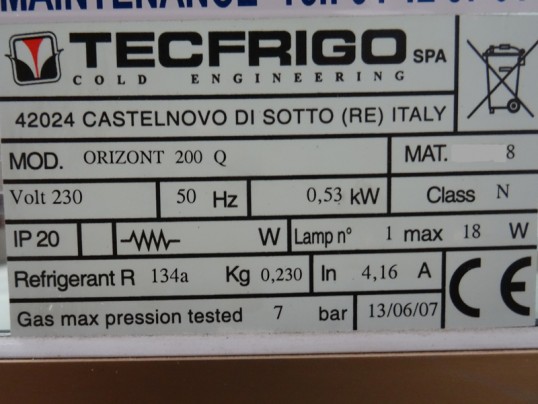 TECFRIGO SPA
COLD ENGINEERING
42024 CASTELNOVO DI SOTTO (RE) ITALY
MOD. ORIZONT 200 Q MAT. 8
Volt 230 50 Hz 0,53 kW Class N
IP 20 W Lamp n° 1 max 18 W
Refrigerant R 134a Kg 0,230 In 4,16 A
Gas max pression tested 7 bar 13/06/07
CE